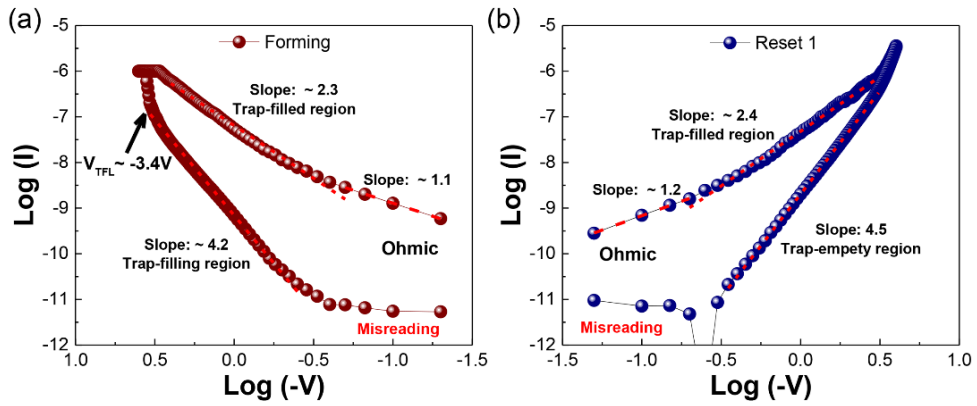 (a)
Forming
Slope: ~ 2.3
Trap-filled region
V_TFL ~ -3.4V
Slope: ~ 1.1
Slope: ~ 4.2
Trap-filling region
Ohmic
Misreading
-5
-6
-7
-8
-9
-10
-11
-12
1.0
0.5
0.0
-0.5
-1.0
-1.5
Log (I)
Log (-V)
(b)
Reset 1
Slope: ~ 2.4
Trap-filled region
Slope: ~ 1.2
Slope: 4.5
Trap-empety region
Ohmic
Misreading
-5
-6
-7
-8
-9
-10
-11
-12
-1.5
-1.0
-0.5
0.0
0.5
1.0
Log (I)
Log (-V)